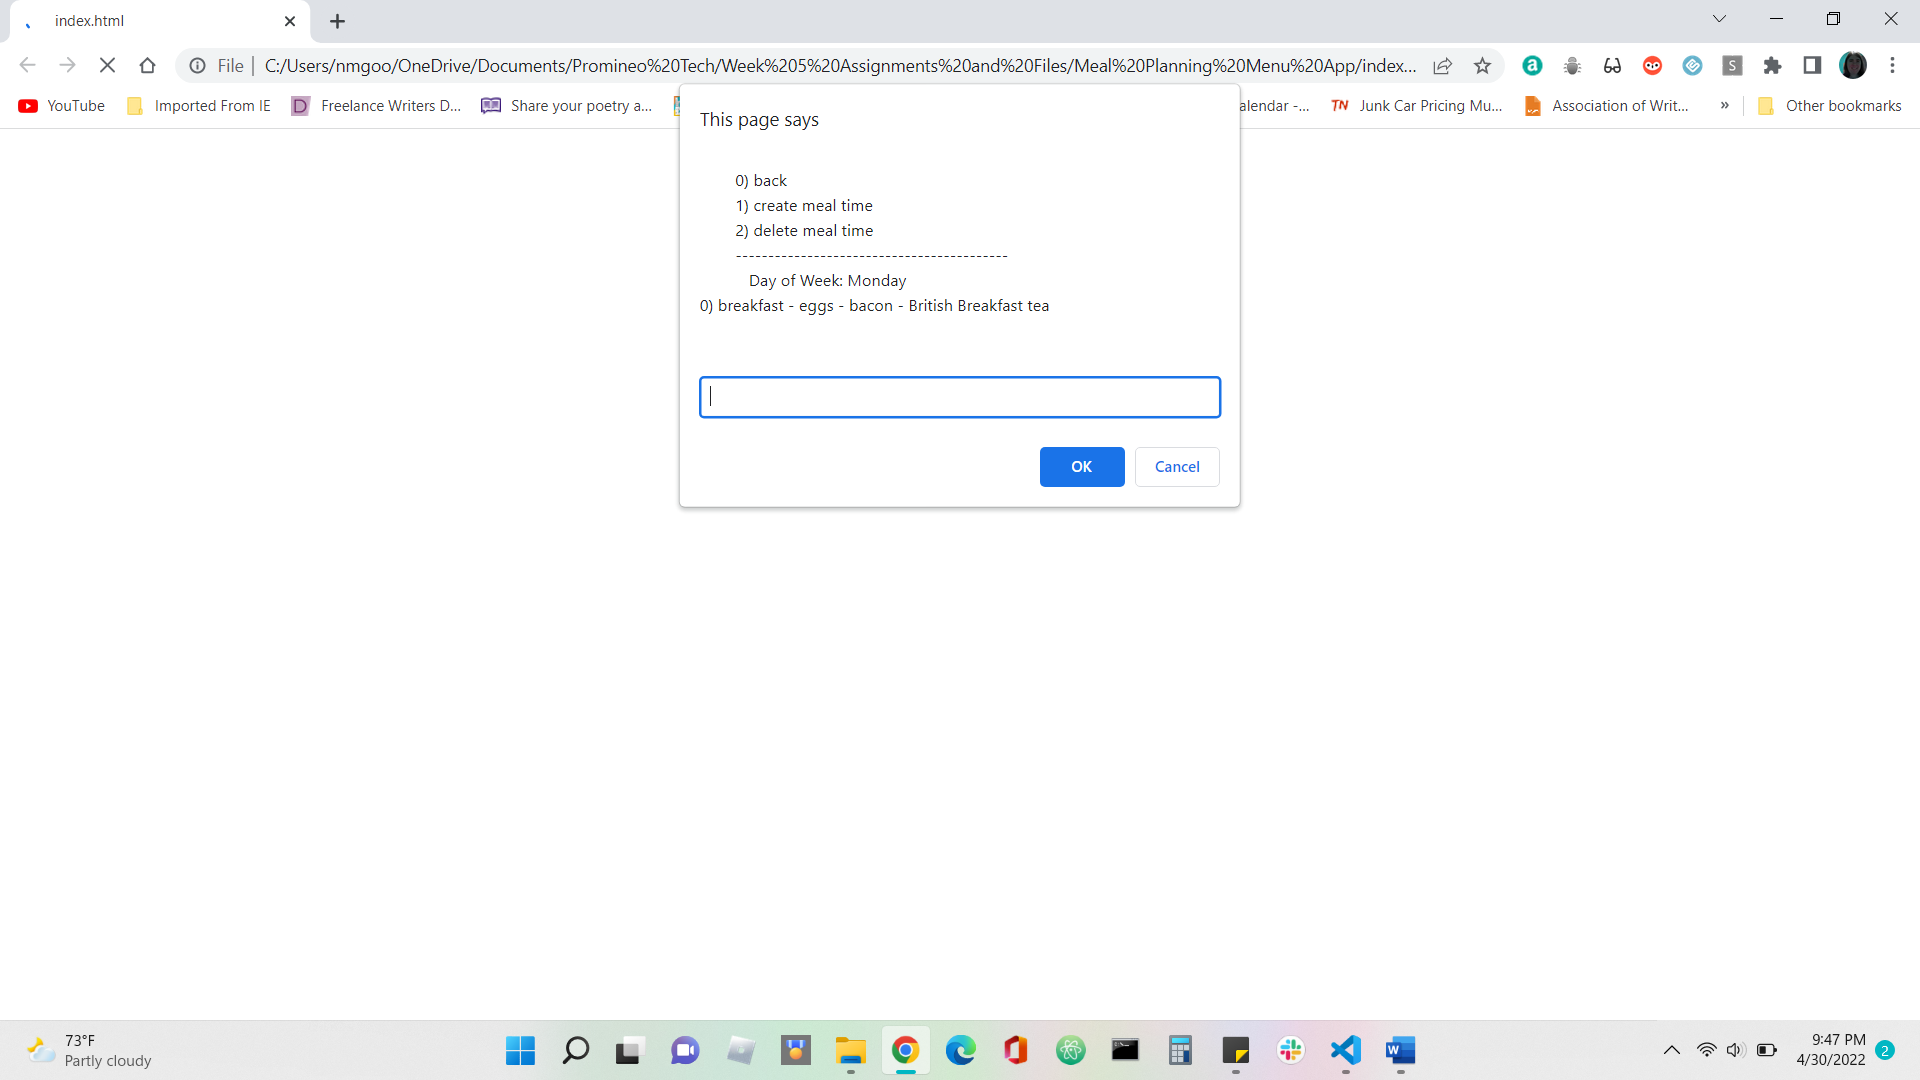 index.html
File
C:/Users/nmgoo/OneDrive/Documents/Promineo%20Tech/Week%205%20Assignments%20and%20Files/Meal%20Planning%20Menu%20App/index...
YouTube
Imported From IE
Freelance Writers D...
Share your poetry a...
alendar -...
Junk Car Pricing Mu...
Association of Writ...
»
Other bookmarks
This page says
0) back
1) create meal time
2) delete meal time
------------------------------------------
Day of Week: Monday
0) breakfast - eggs - bacon - British Breakfast tea
OK
Cancel
73°F
Partly cloudy
9:47 PM
4/30/2022
2